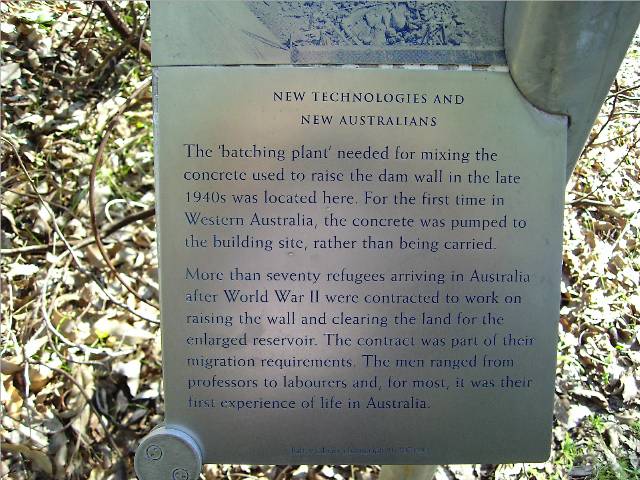 NEW TECHNOLOGIES AND
NEW AUSTRALIANS
The 'batching plant' needed for mixing the
concrete used to raise the dam wall in the late
1940s was located here. For the first time in
Western Australia, the concrete was pumped to
the building site, rather than being carried.
More than seventy refugees arriving in Australia
after World War II were contracted to work on
raising the wall and clearing the land for the
enlarged reservoir. The contract was part of their
migration requirements. The men ranged from
professors to labourers and, for most, it was their
first experience of life in Australia.